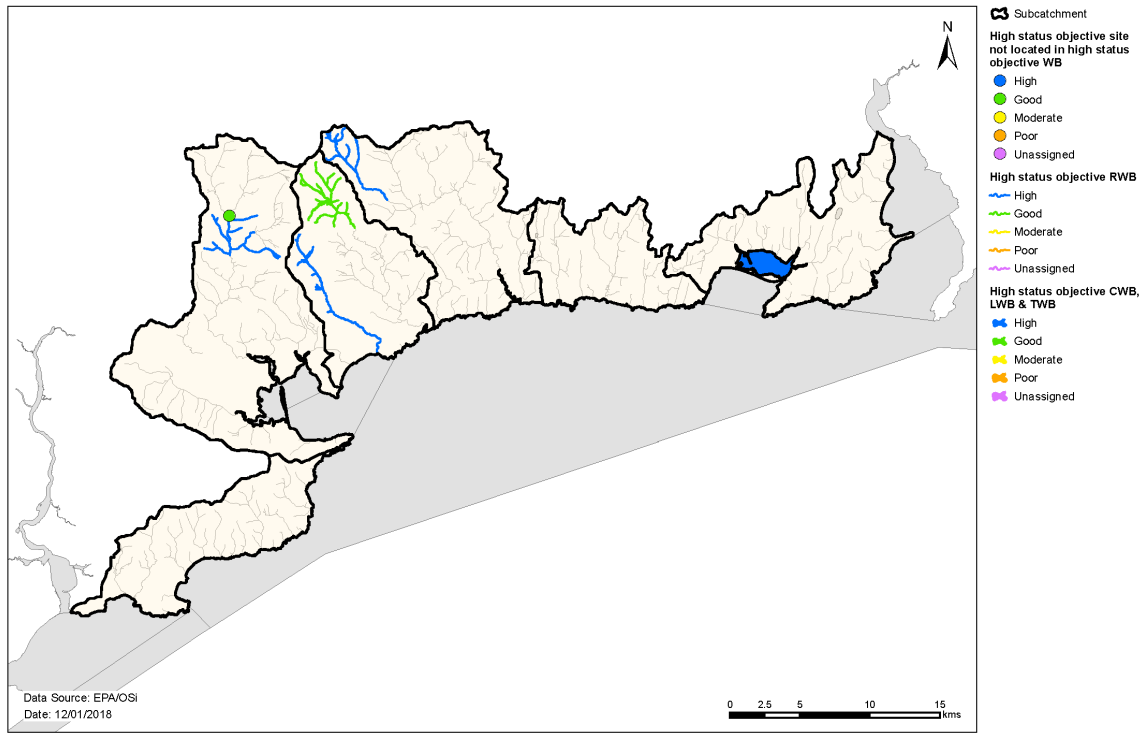 N
Subcatchment
High status objective site
not located in high status
objective WB
High
Good
Moderate
Poor
Unassigned
High status objective RWB
High
Good
Moderate
Poor
Unassigned
High status objective CWB,
LWB & TWB
High
Good
Moderate
Poor
Unassigned
Data Source: EPA/OSi
Date: 12/01/2018
0 2.5 5 10 15
kms